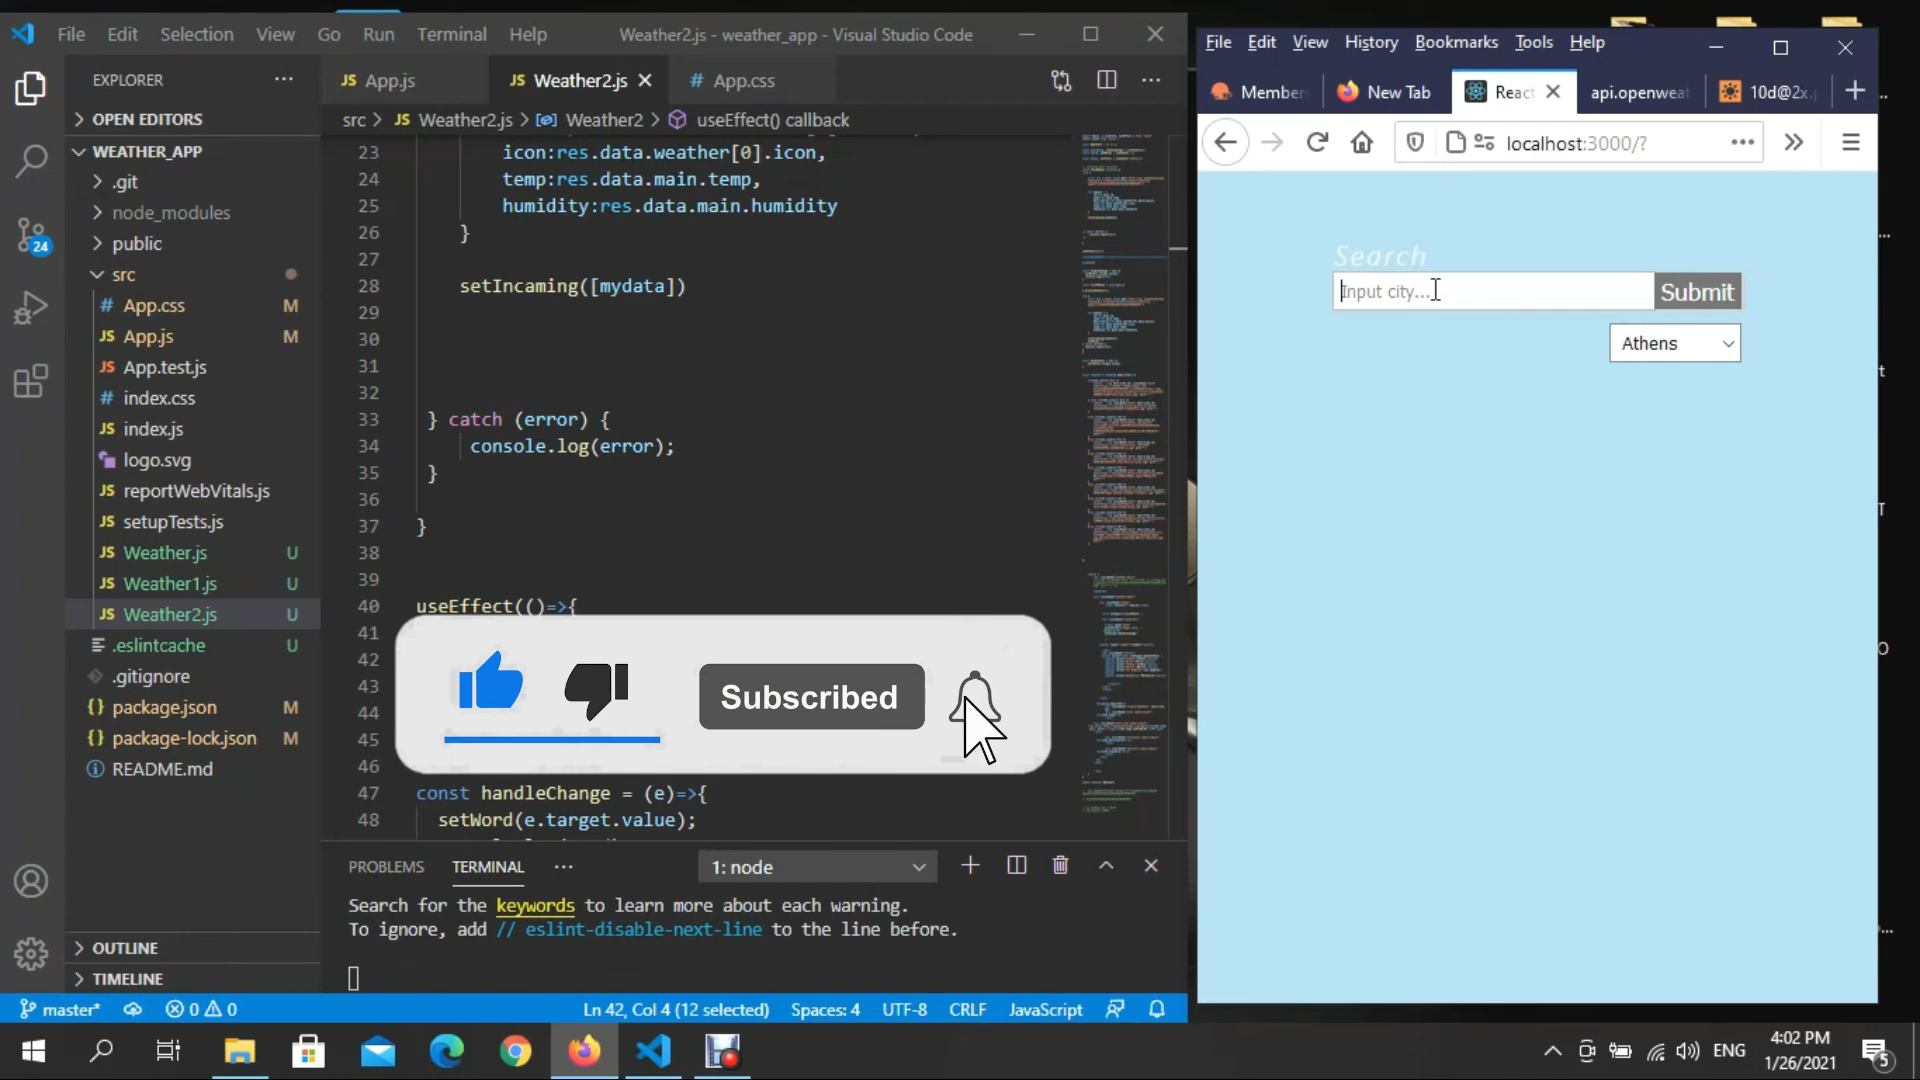 File Edit Selection View Go Run Terminal Help Weather2.js - weather_app - Visual Studio Code
EXPLORER
OPEN EDITORS
WEATHER_APP
.git
node_modules
public
src
# App.css M
JS App.js M
JS App.test.js
# index.css
JS index.js
logo.svg
JS reportWebVitals.js
JS setupTests.js
JS Weather.js U
JS Weather1.js U
JS Weather2.js U
.eslintcache U
.gitignore
{} package.json M
{} package-lock.json M
README.md
OUTLINE
TIMELINE
24
JS App.js JS Weather2.js # App.css
src > JS Weather2.js > Weather2 > useEffect() callback
23 icon:res.data.weather[0].icon,
24 temp:res.data.main.temp,
25 humidity:res.data.main.humidity
26 }
27
28 setIncoming([mydata])
29
30
31
32
33 } catch (error) {
34 console.log(error);
35 }
36
37 }
38
39
40 useEffect(()=>{
41
42
43
44
45
46
47 const handleChange = (e)=>{
48 setWord(e.target.value);
Subscribed
PROBLEMS TERMINAL ... 1: node
Search for the keywords to learn more about each warning.
To ignore, add // eslint-disable-next-line to the line before.
master* 0 0 Ln 42, Col 4 (12 selected) Spaces: 4 UTF-8 CRLF JavaScript
File Edit View History Bookmarks Tools Help
Member New Tab React api.openweat 10d@2x.
localhost:3000/?
Search
Input city... Submit
Athens
ENG
4:02 PM
1/26/2021
5